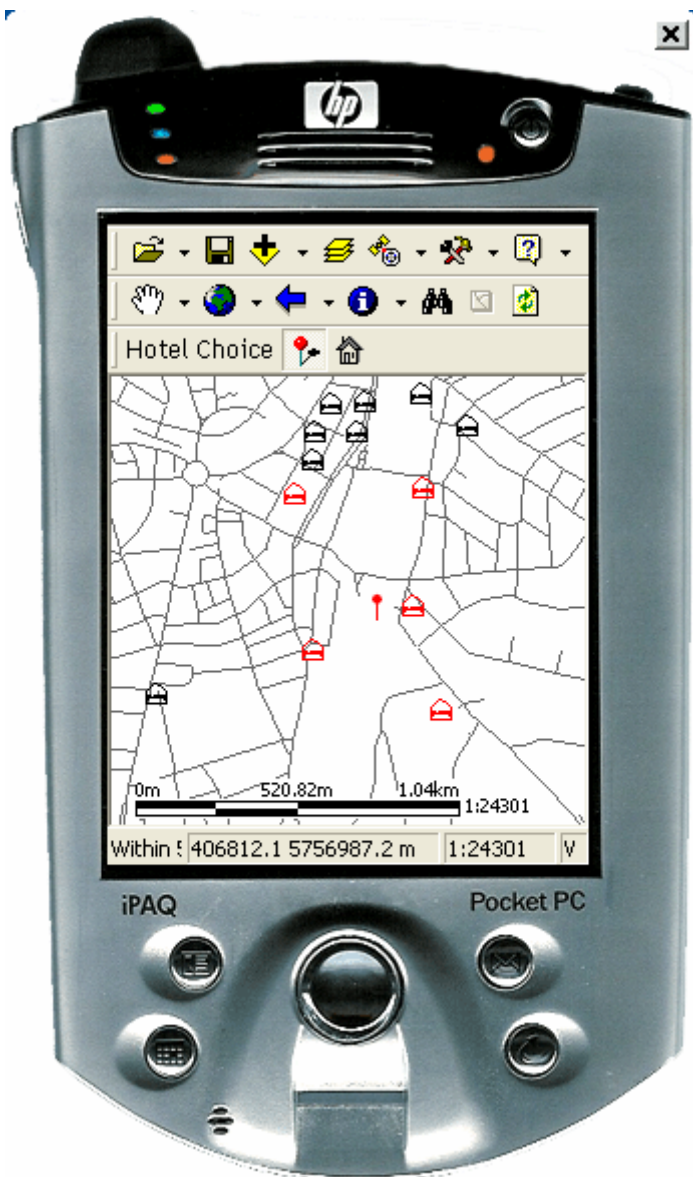 hp
Hotel Choice
0m 520.82m 1.04km
1:24301
Within 406812.1 5756987.2 m 1:24301 V
iPAQ Pocket PC